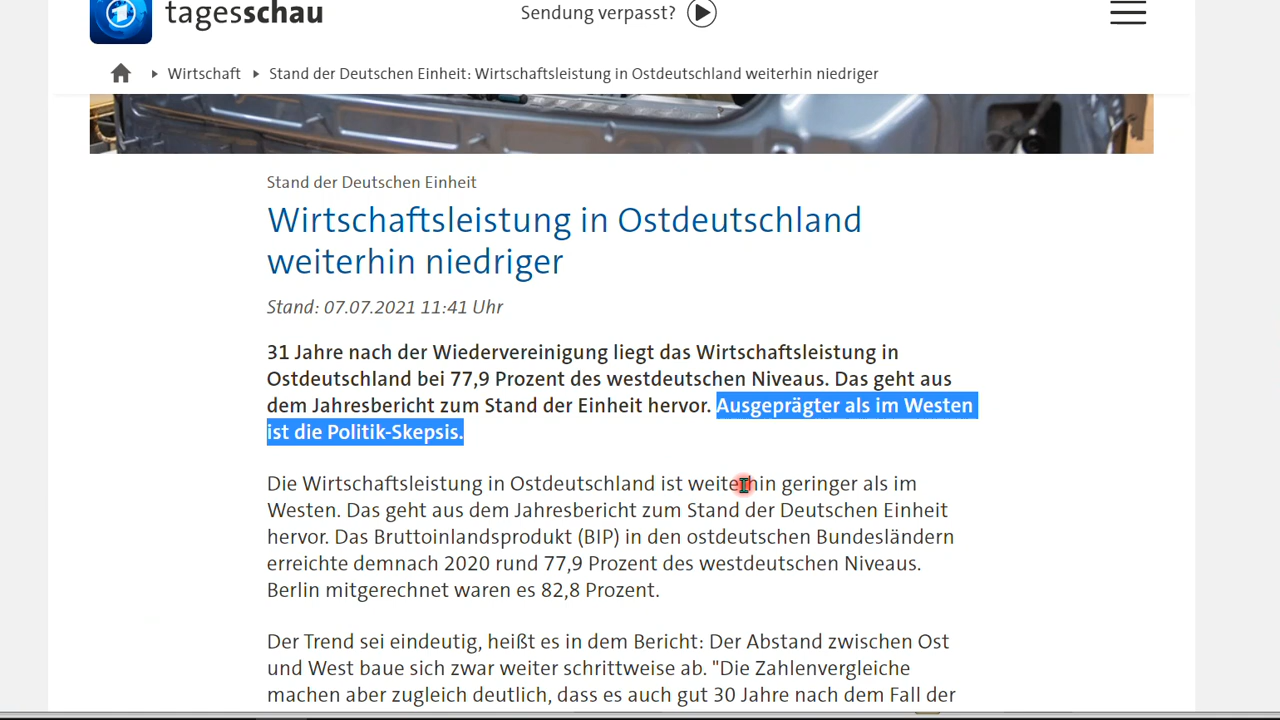 tagesschau
Sendung verpasst?
Wirtschaft
Stand der Deutschen Einheit: Wirtschaftsleistung in Ostdeutschland weiterhin niedriger
Stand der Deutschen Einheit
Wirtschaftsleistung in Ostdeutschland
weiterhin niedriger
Stand: 07.07.2021 11:41 Uhr
31 Jahre nach der Wiedervereinigung liegt das Wirtschaftsleistung in
Ostdeutschland bei 77,9 Prozent des westdeutschen Niveaus. Das geht aus
dem Jahresbericht zum Stand der Einheit hervor. Ausgeprägter als im Westen
ist die Politik-Skepsis.
Die Wirtschaftsleistung in Ostdeutschland ist weiterhin geringer als im
Westen. Das geht aus dem Jahresbericht zum Stand der Deutschen Einheit
hervor. Das Bruttoinlandsprodukt (BIP) in den ostdeutschen Bundesländern
erreichte demnach 2020 rund 77,9 Prozent des westdeutschen Niveaus.
Berlin mitgerechnet waren es 82,8 Prozent.
Der Trend sei eindeutig, heißt es in dem Bericht: Der Abstand zwischen Ost
und West baue sich zwar weiter schrittweise ab. "Die Zahlenvergleiche
machen aber zugleich deutlich, dass es auch gut 30 Jahre nach dem Fall der